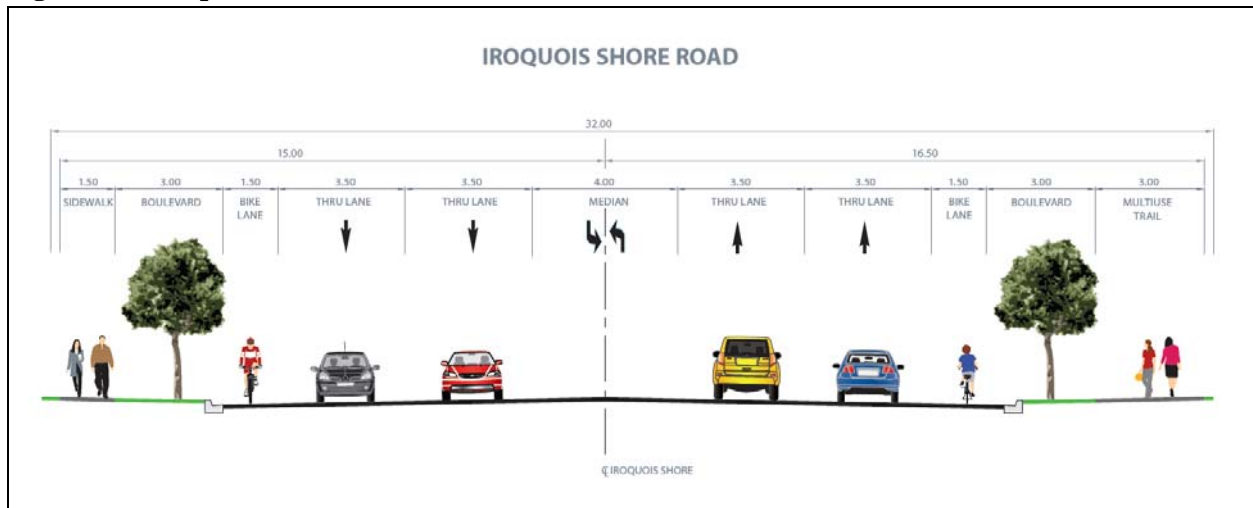 IROQUOIS SHORE ROAD
32.00
15.00 16.50
1.50 3.00 1.50 3.50 3.50 4.00 3.50 3.50 1.50 3.00 3.00
SIDEWALK BOULEVARD BIKE LANE THRU LANE THRU LANE MEDIAN THRU LANE THRU LANE BIKE LANE BOULEVARD MULTIUSE TRAIL
℄ IROQUOIS SHORE